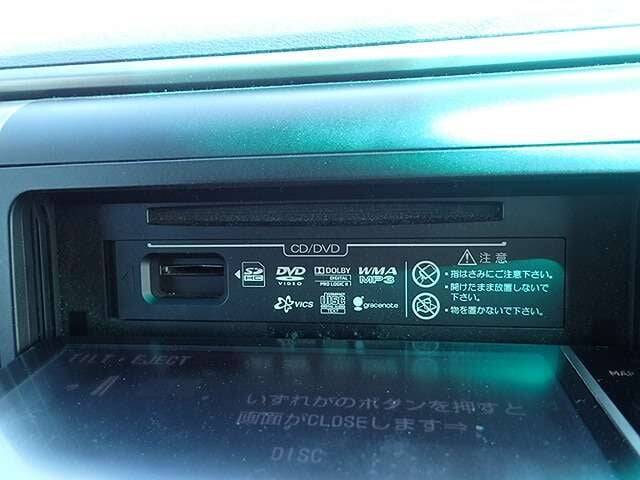 CD/DVD
⚠注意
SD HC DVD VIDEO DOLBY DIGITAL PRO LOGIC II WMA MP3
VICS COMPACT disc DIGITAL AUDIO TEXT gracenote
・指はさみにご注意下さい。
・開けたまま放置しないで
下さい。
・物を置かないで下さい。
TILT・EJECT
MAP
いずれかのボタンを押すと
画面がCLOSEします⇒
DISC